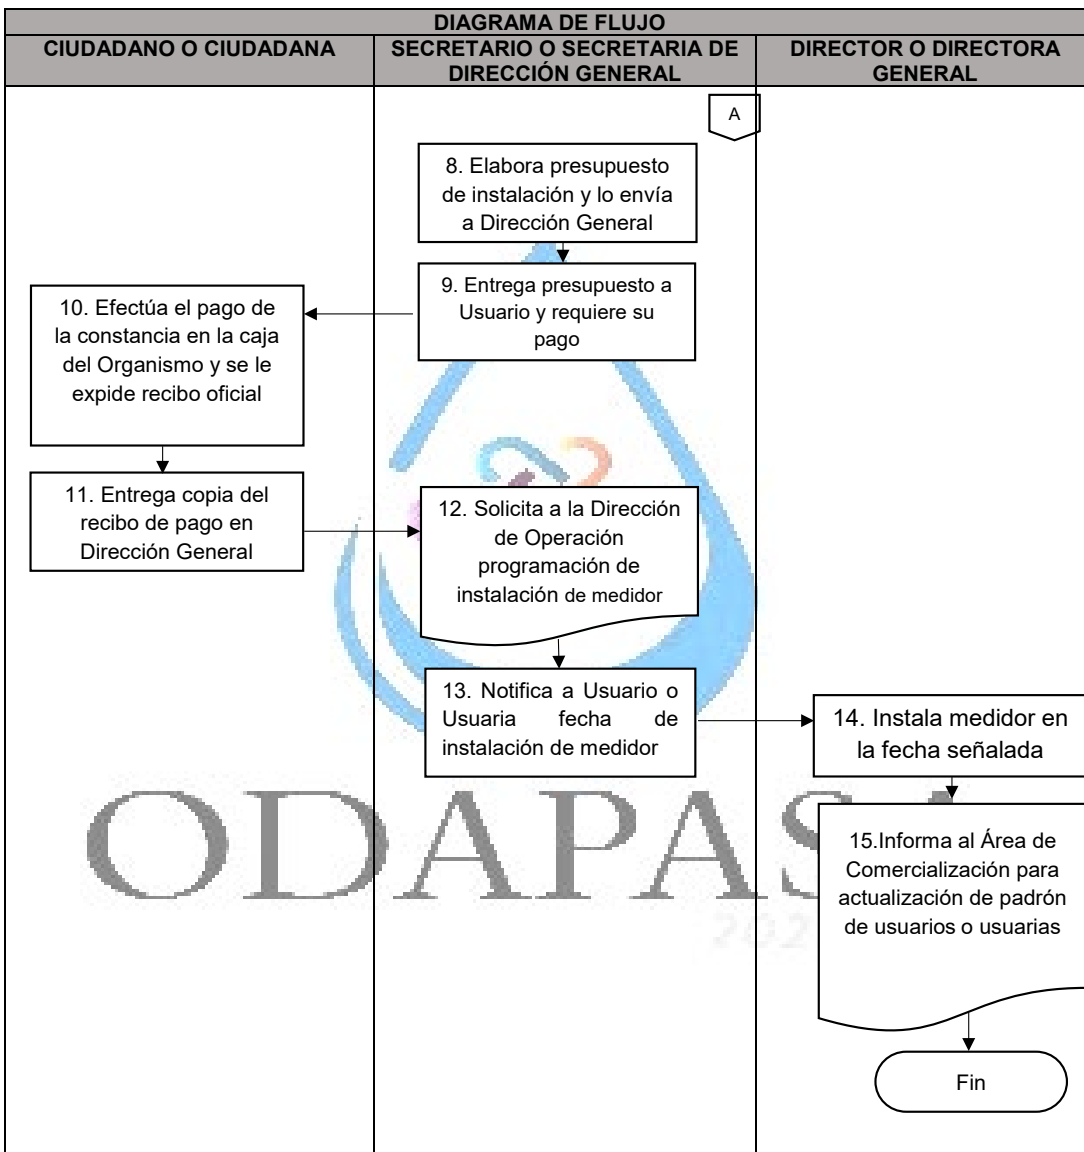 DIAGRAMA DE FLUJO
CIUDADANO O CIUDADANA
SECRETARIO O SECRETARIA DE
DIRECCIÓN GENERAL
DIRECTOR O DIRECTORA
GENERAL
A
8. Elabora presupuesto
de instalación y lo envía
a Dirección General
9. Entrega presupuesto a
Usuario y requiere su
pago
10. Efectúa el pago de
la constancia en la caja
del Organismo y se le
expide recibo oficial
11. Entrega copia del
recibo de pago en
Dirección General
12. Solicita a la Dirección
de Operación
programación de
instalación de medidor
13. Notifica a Usuario o
Usuaria fecha de
instalación de medidor
14. Instala medidor en
la fecha señalada
15.Informa al Área de
Comercialización para
actualización de padrón
de usuarios o usuarias
Fin
ODAPAS